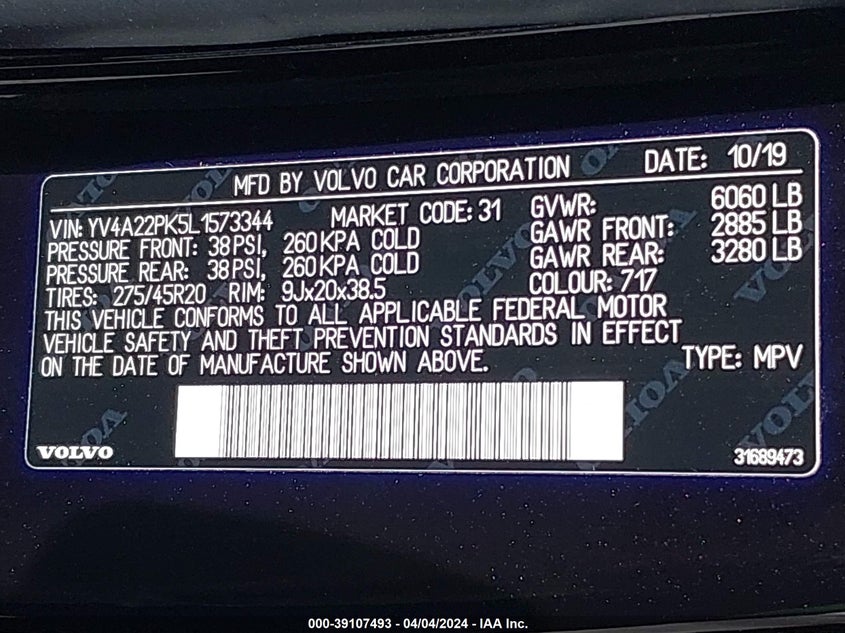 MFD BY VOLVO CAR CORPORATION DATE: 10/19
VIN: YV4A22PK5L1573344 MARKET CODE: 31 GVWR: 6060 LB
PRESSURE FRONT: 38 PSI, 260 KPA COLD GAWR FRONT: 2885 LB
PRESSURE REAR: 38 PSI, 260 KPA COLD GAWR REAR: 3280 LB
TIRES: 275/45R20 RIM: 9Jx20x38.5 COLOUR: 717
THIS VEHICLE CONFORMS TO ALL APPLICABLE FEDERAL MOTOR
VEHICLE SAFETY AND THEFT PREVENTION STANDARDS IN EFFECT
ON THE DATE OF MANUFACTURE SHOWN ABOVE. TYPE: MPV
VOLVO 31689473
000-39107493 - 04/04/2024 - IAA Inc.